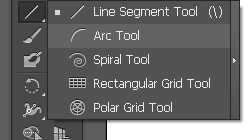 Line Segment Tool (\)
Arc Tool
Spiral Tool
Rectangular Grid Tool
Polar Grid Tool